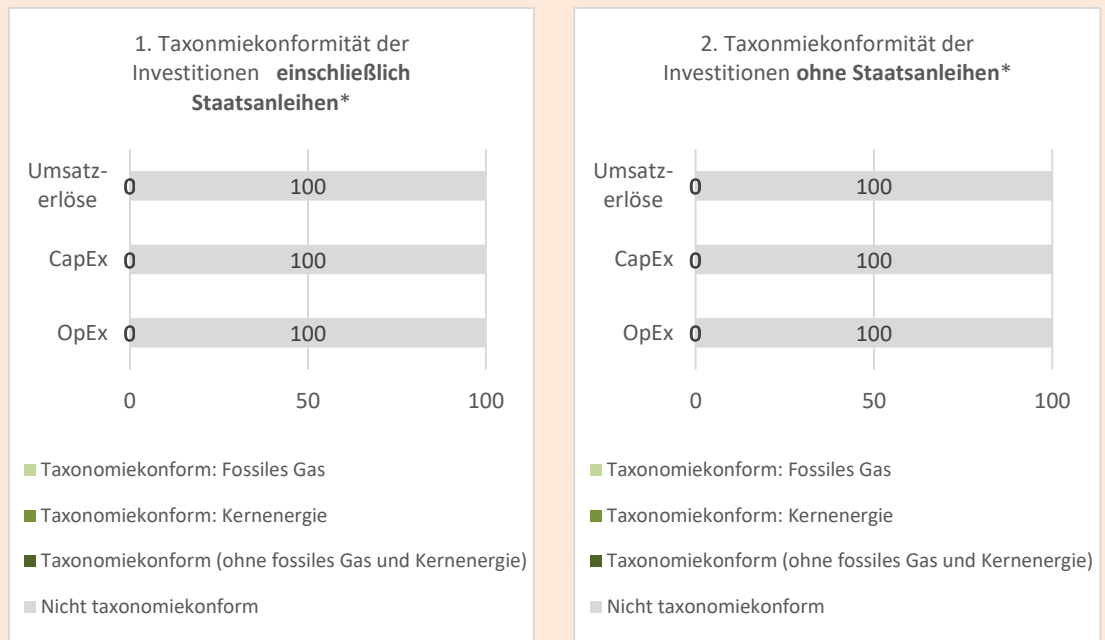 1. Taxonmiekonformität der
Investitionen einschließlich
Staatsanleihen*
Umsatz-
erlöse
0
100
CapEx
0
100
OpEx
0
100
0
50
100
Taxonomiekonform: Fossiles Gas
Taxonomiekonform: Kernenergie
Taxonomiekonform (ohne fossiles Gas und Kernenergie)
Nicht taxonomiekonform
2. Taxonmiekonformität der
Investitionen ohne Staatsanleihen*
Umsatz-
erlöse
0
100
CapEx
0
100
OpEx
0
100
0
50
100
Taxonomiekonform: Fossiles Gas
Taxonomiekonform: Kernenergie
Taxonomiekonform (ohne fossiles Gas und Kernenergie)
Nicht taxonomiekonform